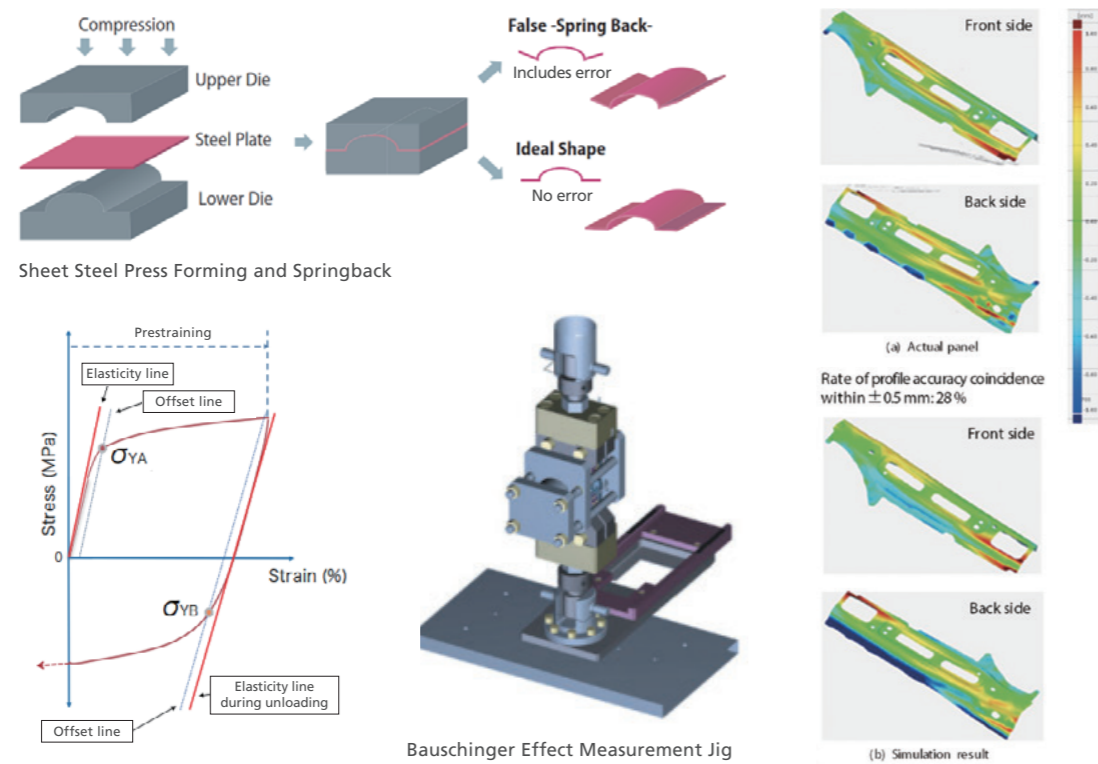 Compression
Upper Die
Steel Plate
Lower Die
False -Spring Back-
Includes error
Ideal Shape
No error
Sheet Steel Press Forming and Springback
Prestraining
Elasticity line
Offset line
σYA
Stress (MPa)
0
Strain (%)
σYB
Elasticity line
during unloading
Offset line
Bauschinger Effect Measurement Jig
Front side
Back side
(a) Actual panel
Rate of profile accuracy coincidence
within ±0.5 mm: 28%
Front side
Back side
(b) Simulation result